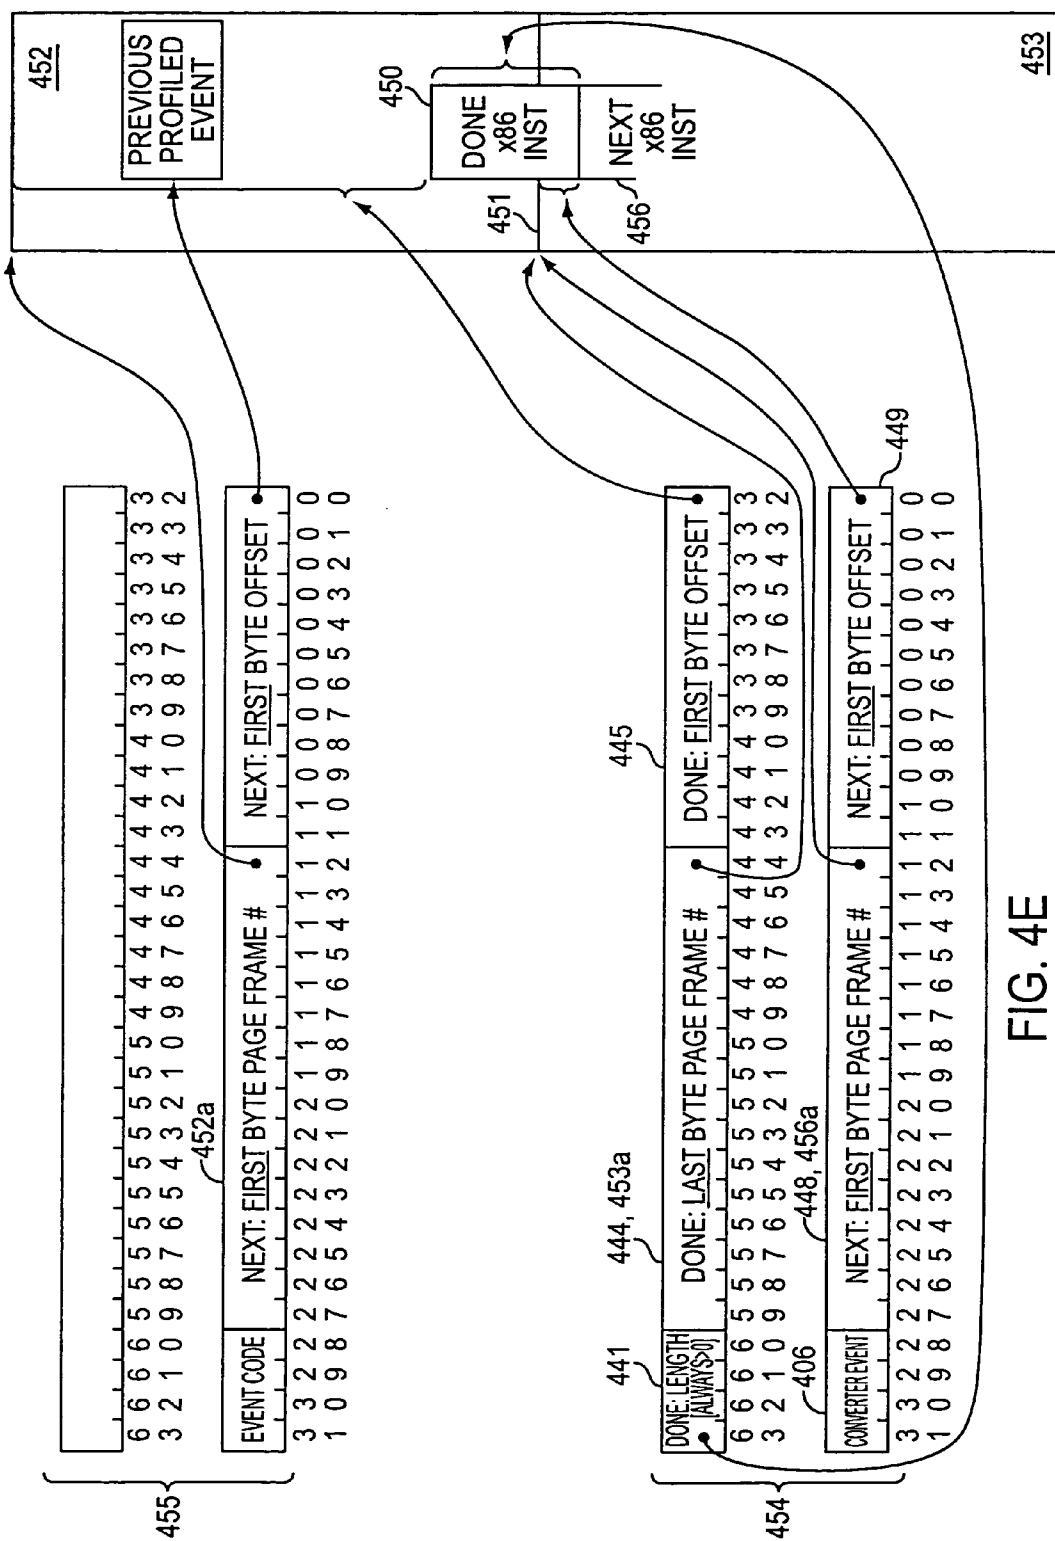 452
PREVIOUS
PROFILED
EVENT
455
6 6 6 6 5 5 5 5 5 5 5 5 5 5 4 4 4 4 4 4 4 4 4 4 3 3 3 3 3 3 3 3
3 2 1 0 9 8 7 6 5 4 3 2 1 0 9 8 7 6 5 4 3 2 1 0 9 8 7 6 5 4 3 2
452a
EVENT CODE
NEXT: FIRST BYTE PAGE FRAME #
NEXT: FIRST BYTE OFFSET
3 3 2 2 2 2 2 2 2 2 2 2 1 1 1 1 1 1 1 1 1 1 0 0 0 0 0 0 0 0 0 0
1 0 9 8 7 6 5 4 3 2 1 0 9 8 7 6 5 4 3 2 1 0 9 8 7 6 5 4 3 2 1 0
450
DONE
x86
INST
451
NEXT
x86
INST
456
454
441
444, 453a
445
DONE: LENGTH
[ALWAYS>0]
DONE: LAST BYTE PAGE FRAME #
DONE: FIRST BYTE OFFSET
6 6 6 6 5 5 5 5 5 5 5 5 5 5 4 4 4 4 4 4 4 4 4 4 3 3 3 3 3 3 3 3
3 2 1 0 9 8 7 6 5 4 3 2 1 0 9 8 7 6 5 4 3 2 1 0 9 8 7 6 5 4 3 2
406
448, 456a
449
CONVERTER EVENT
NEXT: FIRST BYTE PAGE FRAME #
NEXT: FIRST BYTE OFFSET
3 3 2 2 2 2 2 2 2 2 2 2 1 1 1 1 1 1 1 1 1 1 0 0 0 0 0 0 0 0 0 0
1 0 9 8 7 6 5 4 3 2 1 0 9 8 7 6 5 4 3 2 1 0 9 8 7 6 5 4 3 2 1 0
453
FIG. 4E